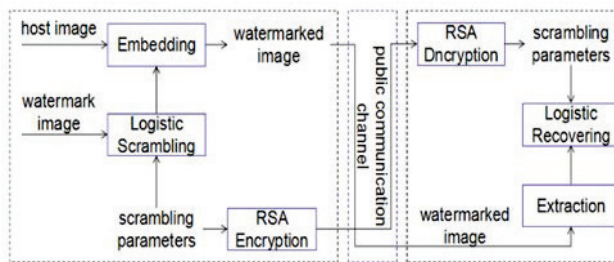 host image
Embedding
watermarked
image
watermark
image
Logistic
Scrambling
scrambling
parameters
RSA
Encryption
public communication
channel
RSA
Dncryption
scrambling
parameters
Logistic
Recovering
Extraction
watermarked
image